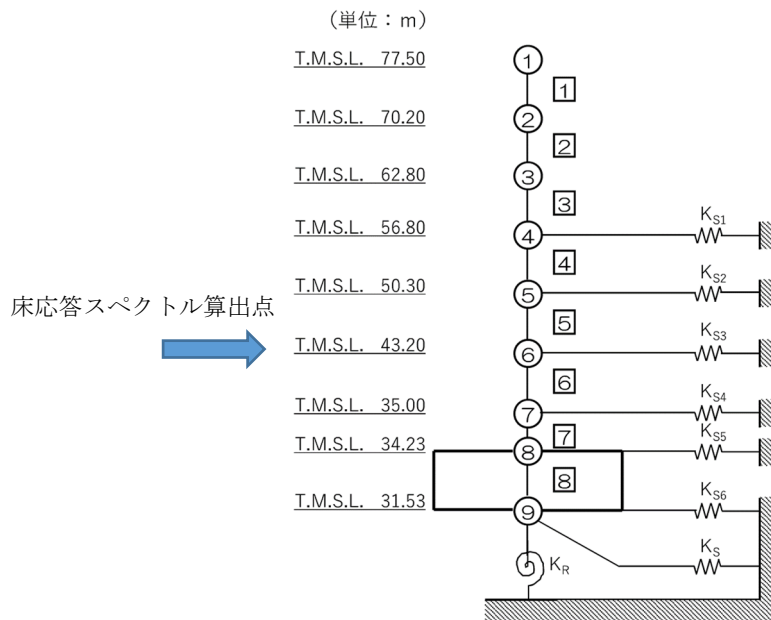 （単位：m）
T.M.S.L. 77.50
①
1
T.M.S.L. 70.20
②
2
T.M.S.L. 62.80
③
3
T.M.S.L. 56.80
④
KS1
4
T.M.S.L. 50.30
⑤
KS2
床応答スペクトル算出点
5
T.M.S.L. 43.20
⑥
KS3
6
T.M.S.L. 35.00
⑦
KS4
7
T.M.S.L. 34.23
⑧
KS5
8
T.M.S.L. 31.53
⑨
KS6
KS
KR